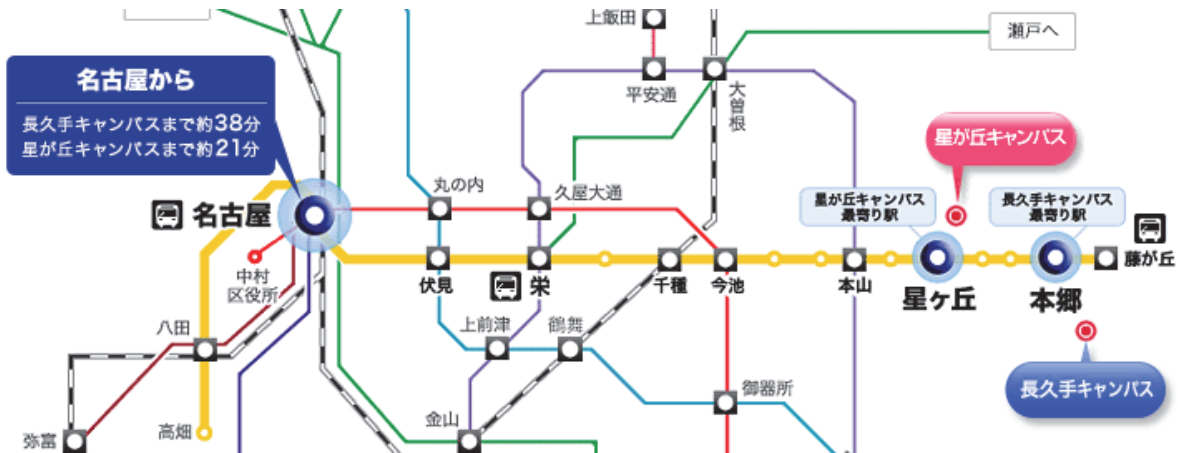 上飯田
瀬戸へ
名古屋から
長久手キャンパスまで約38分
星が丘キャンパスまで約21分
平安通
大曽根
星が丘キャンパス
丸の内
久屋大通
星が丘キャンパス
最寄り駅
長久手キャンパス
最寄り駅
名古屋
中村
区役所
伏見
栄
千種
今池
本山
星ヶ丘
本郷
藤が丘
八田
上前津
鶴舞
長久手キャンパス
御器所
高畑
金山
弥富